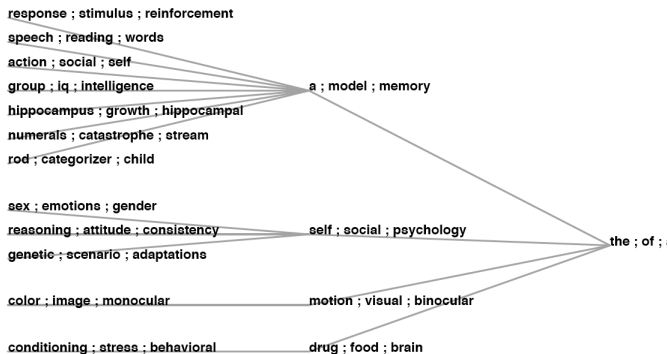 response ; stimulus ; reinforcement
speech ; reading ; words
action ; social ; self
group ; iq ; intelligence
hippocampus ; growth ; hippocampal
numerals ; catastrophe ; stream
rod ; categorizer ; child
a ; model ; memory
sex ; emotions ; gender
reasoning ; attitude ; consistency
genetic ; scenario ; adaptations
self ; social ; psychology
color ; image ; monocular
motion ; visual ; binocular
conditioning ; stress ; behavioral
drug ; food ; brain
the ; of ;